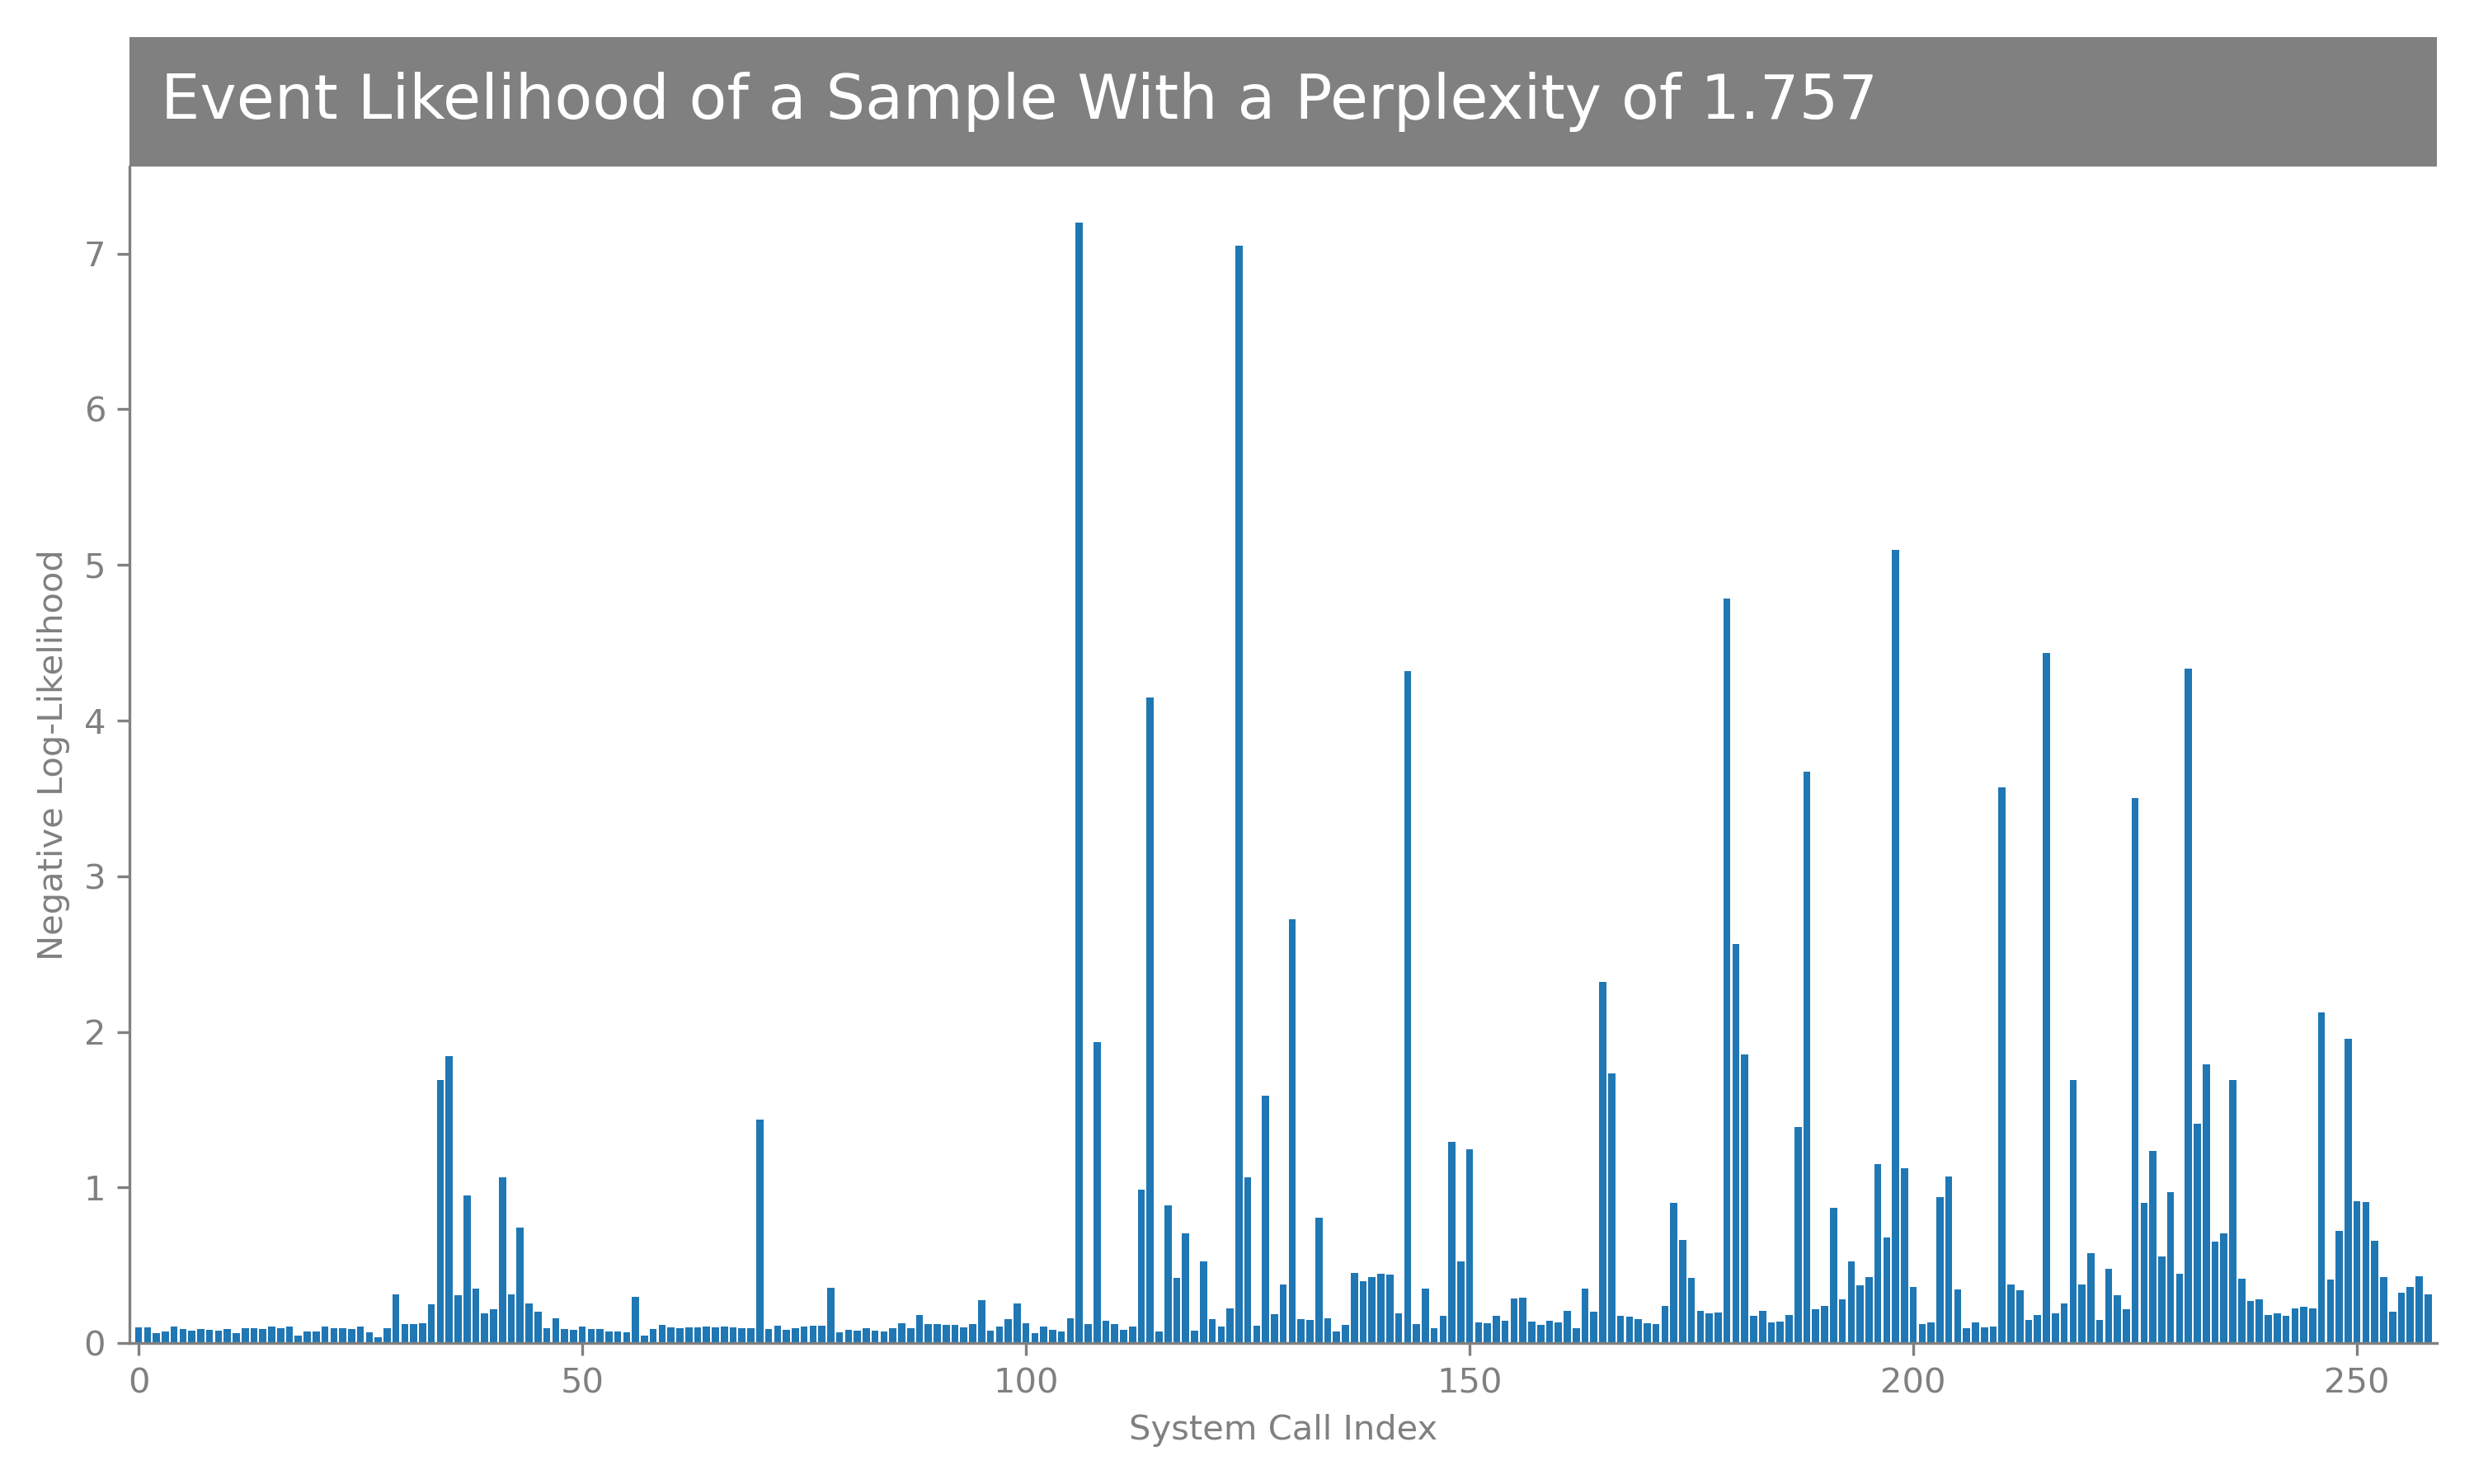 Event Likelihood of a Sample With a Perplexity of 1.757
Negative Log-Likelihood
7
6
5
4
3
2
1
0
0 50 100 150 200 250
System Call Index